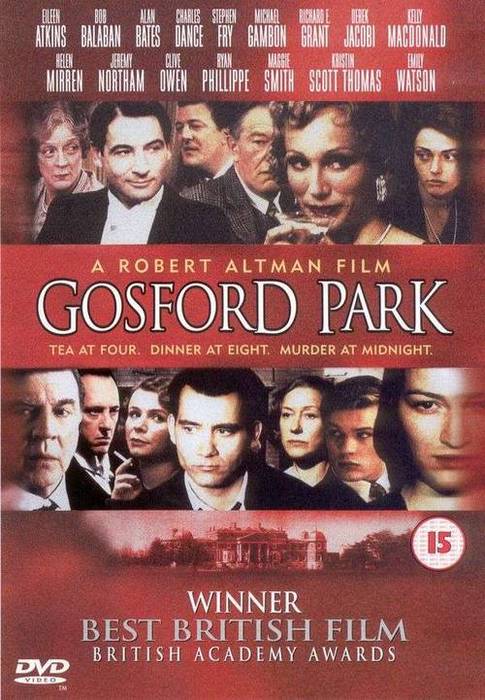 EILEEN BOB ALAN CHARLES STEPHEN MICHAEL RICHARD E. DEREK KELLY
ATKINS BALABAN BATES DANCE FRY GAMBON GRANT JACOBI MACDONALD
HELEN JEREMY CLIVE RYAN MAGGIE KRISTIN EMILY
MIRREN NORTHAM OWEN PHILLIPPE SMITH SCOTT THOMAS WATSON
A ROBERT ALTMAN FILM
GOSFORD PARK
TEA AT FOUR. DINNER AT EIGHT. MURDER AT MIDNIGHT.
15
WINNER
BEST BRITISH FILM
BRITISH ACADEMY AWARDS
DVD
VIDEO
TM